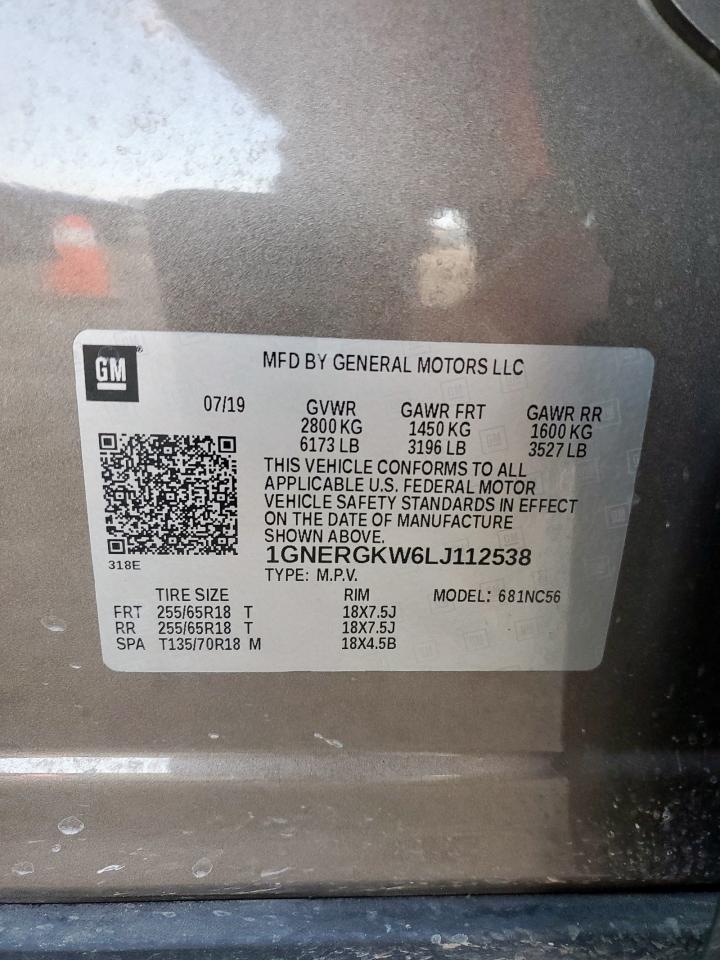 GM
MFD BY GENERAL MOTORS LLC
07/19 GVWR GAWR FRT GAWR RR
2800 KG 1450 KG 1600 KG
6173 LB 3196 LB 3527 LB
THIS VEHICLE CONFORMS TO ALL
APPLICABLE U.S. FEDERAL MOTOR
VEHICLE SAFETY STANDARDS IN EFFECT
ON THE DATE OF MANUFACTURE
SHOWN ABOVE.
1GNERGKW6LJ112538
318E
TYPE: M.P.V.
TIRE SIZE RIM MODEL: 681NC56
FRT 255/65R18 T 18X7.5J
RR 255/65R18 T 18X7.5J
SPA T135/70R18 M 18X4.5B